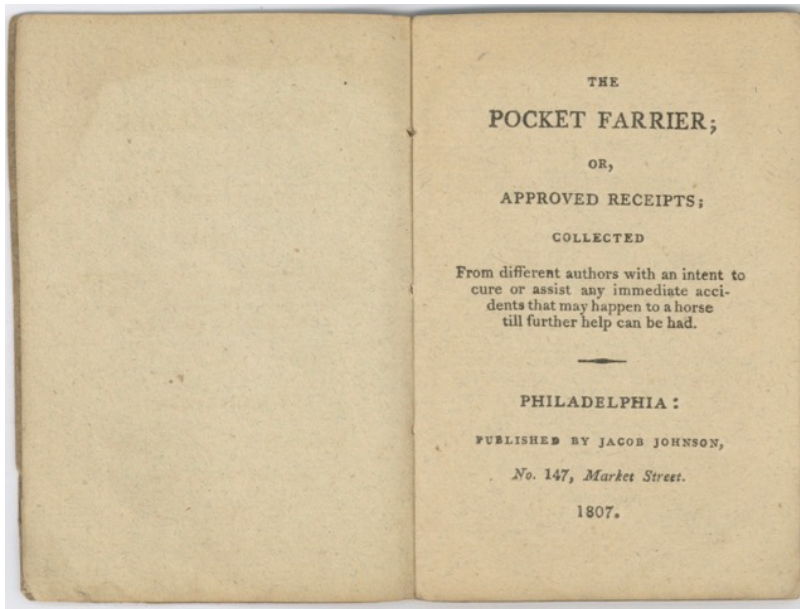 THE
POCKET FARRIER;
OR,
APPROVED RECEIPTS;
COLLECTED
From different authors with an intent to
cure or assist any immediate acci-
dents that may happen to a horse
till further help can be had.
PHILADELPHIA:
PUBLISHED BY JACOB JOHNSON,
No. 147, Market Street.
1807.